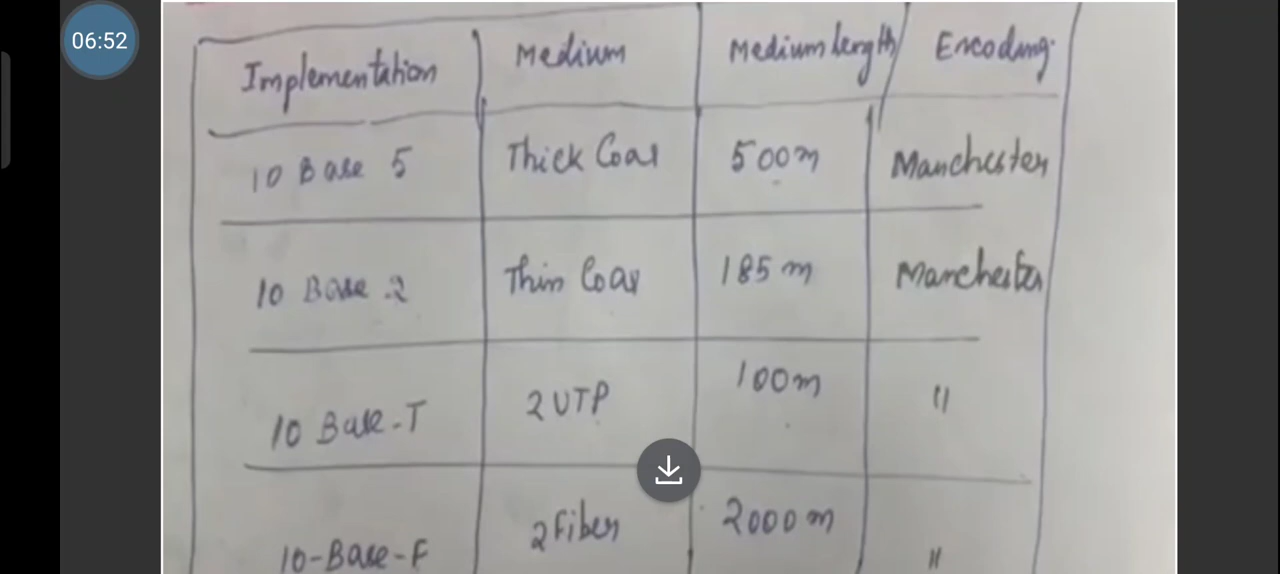 06:52
Implementation Medium Medium length Encoding.
10 Base 5 Thick Coax 500m Manchester
10 Base 2 Thin Coax 185 m Manchester
10 Base-T 2 UTP 100m "
10-Base-F 2 Fiber 2000m "